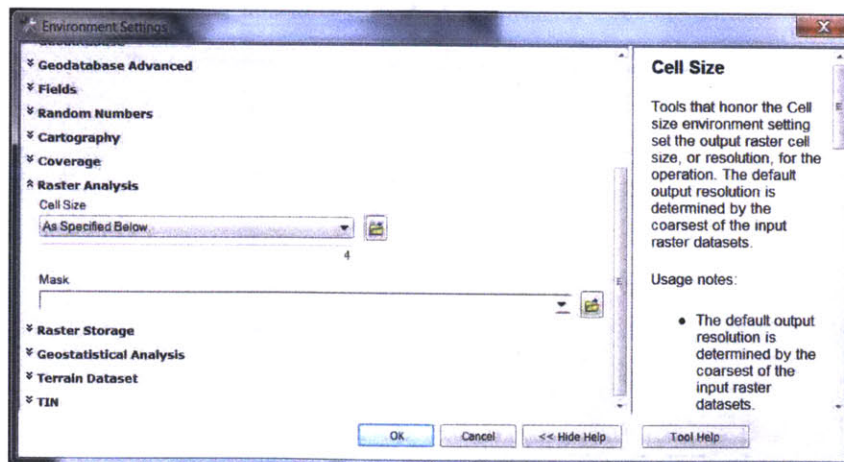 Environment Settings
Geodatabase Advanced
Fields
Random Numbers
Cartography
Coverage
Raster Analysis
Cell Size
As Specified Below
4
Mask
Raster Storage
Geostatistical Analysis
Terrain Dataset
TIN
OK
Cancel
<< Hide Help
Tool Help
Cell Size
Tools that honor the Cell
size environment setting
set the output raster cell
size, or resolution, for the
operation. The default
output resolution is
determined by the
coarsest of the input
raster datasets.
Usage notes:
• The default output
resolution is
determined by the
coarsest of the
input raster
datasets.